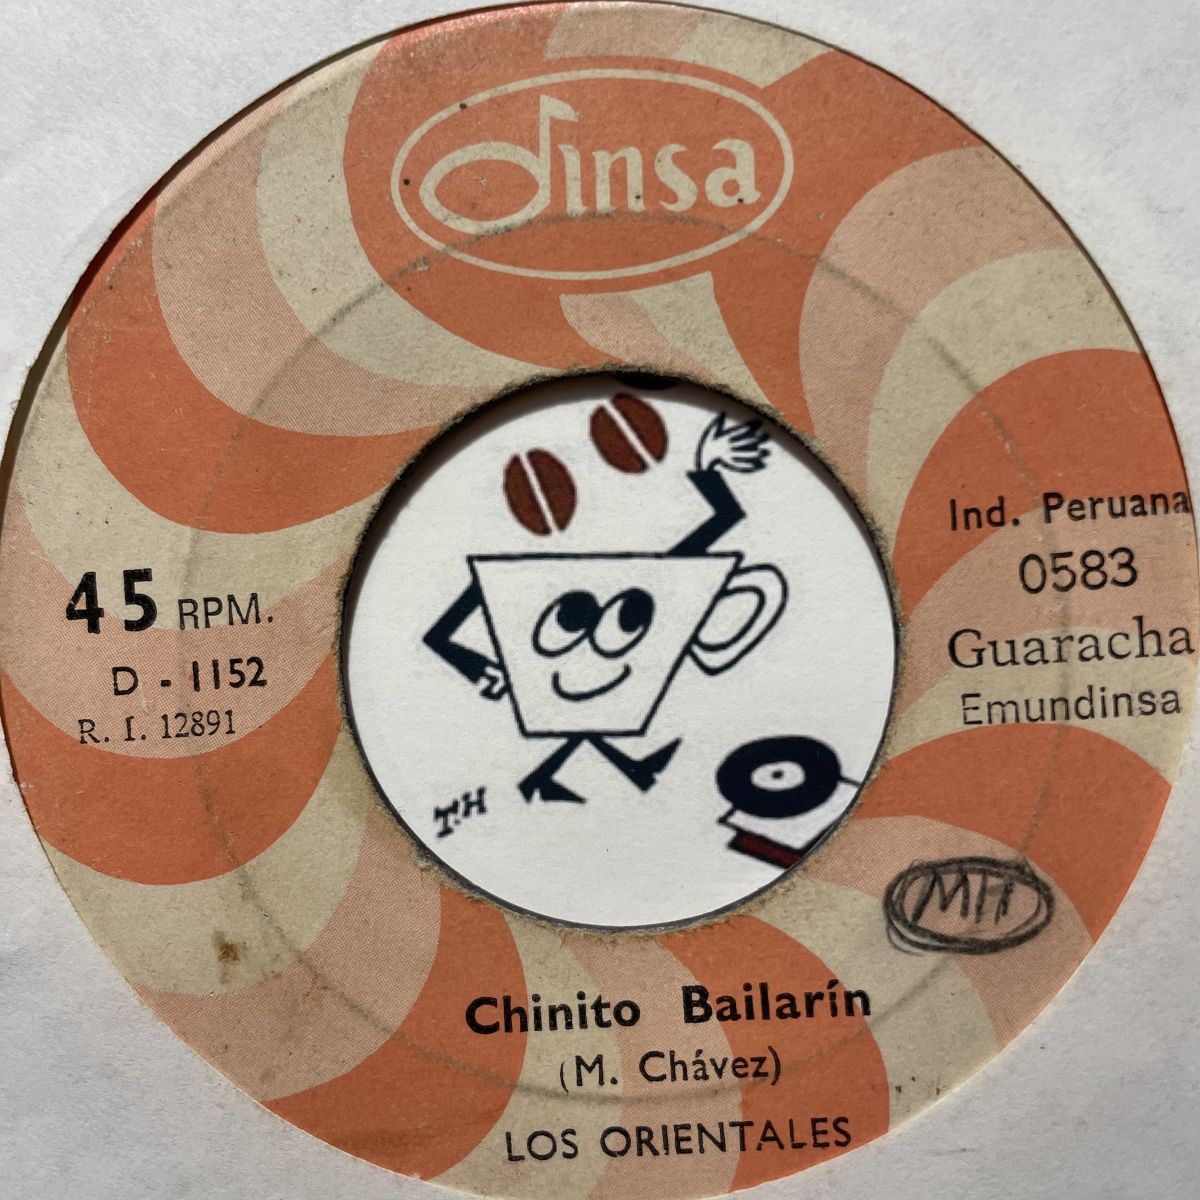 dinsa
45 RPM.
D - 1152
R. I. 12891
Ind. Peruana
0583
Guaracha
Emundinsa
T.H
MH
Chinito Bailarín
(M. Chávez)
LOS ORIENTALES